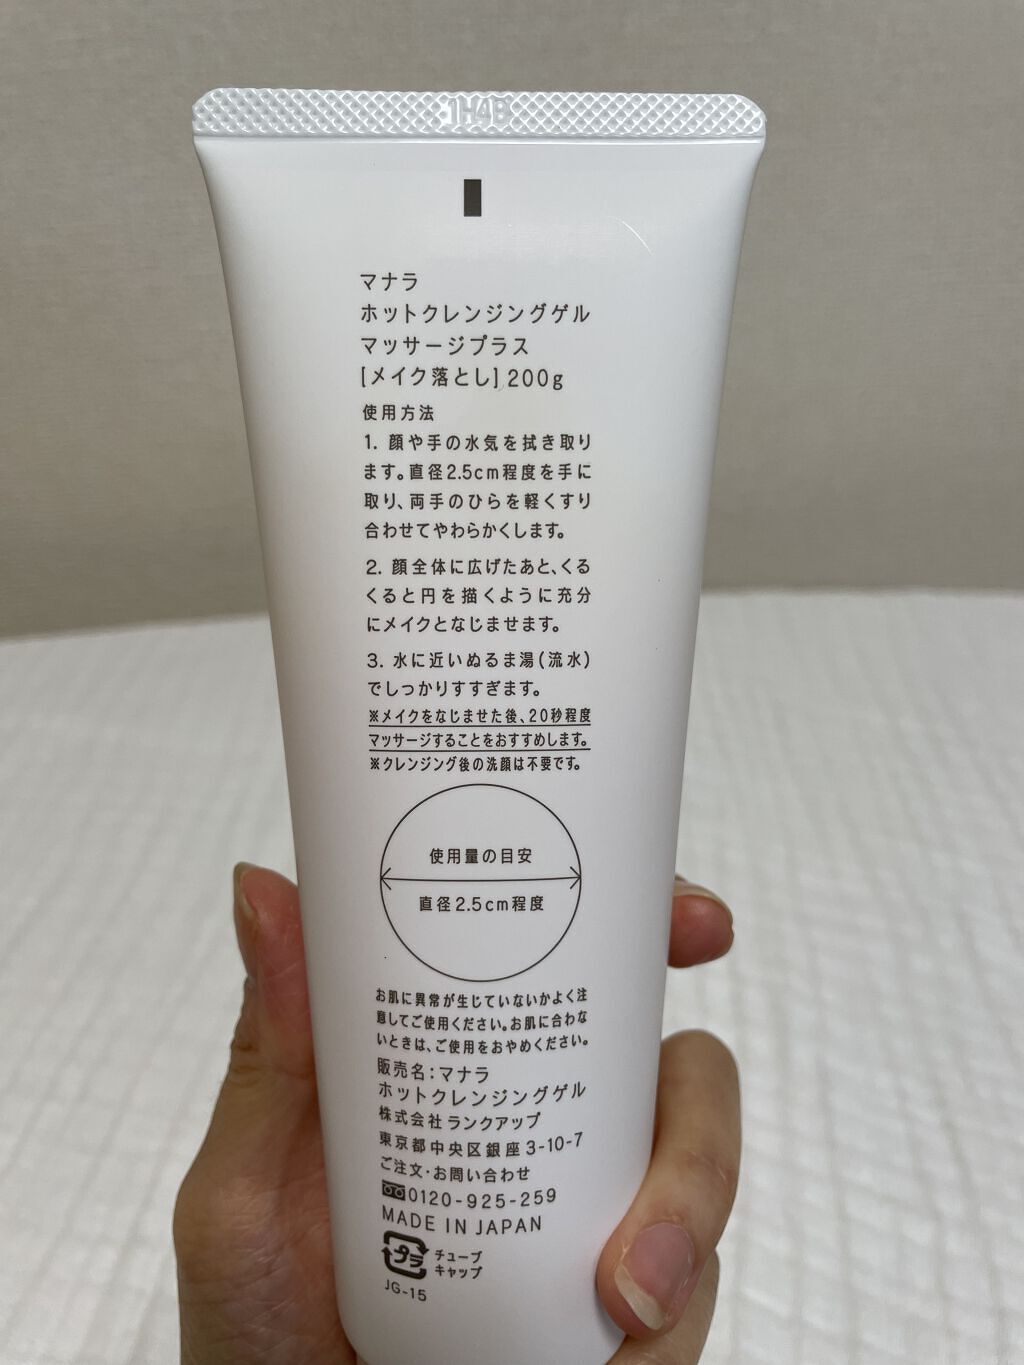 1H4B
マナラ
ホットクレンジングゲル
マッサージプラス
[メイク落とし]200g
使用方法
1. 顔や手の水気を拭き取り
ます。直径2.5cm程度を手に
取り、両手のひらを軽くすり
合わせてやわらかくします。
2. 顔全体に広げたあと、くる
くると円を描くように充分
にメイクとなじませます。
3. 水に近いぬるま湯(流水)
でしっかりすすぎます。
※メイクをなじませた後、20秒程度
マッサージすることをおすすめします。
※クレンジング後の洗顔は不要です。
使用量の目安
直径2.5cm程度
お肌に異常が生じていないかよく注
意してご使用ください。お肌に合わな
いときは、ご使用をおやめください。
販売名:マナラ
ホットクレンジングゲル
株式会社ランクアップ
東京都中央区銀座3-10-7
ご注文・お問い合わせ
0120-925-259
MADE IN JAPAN
プラ
チューブ
キャップ
JG-15